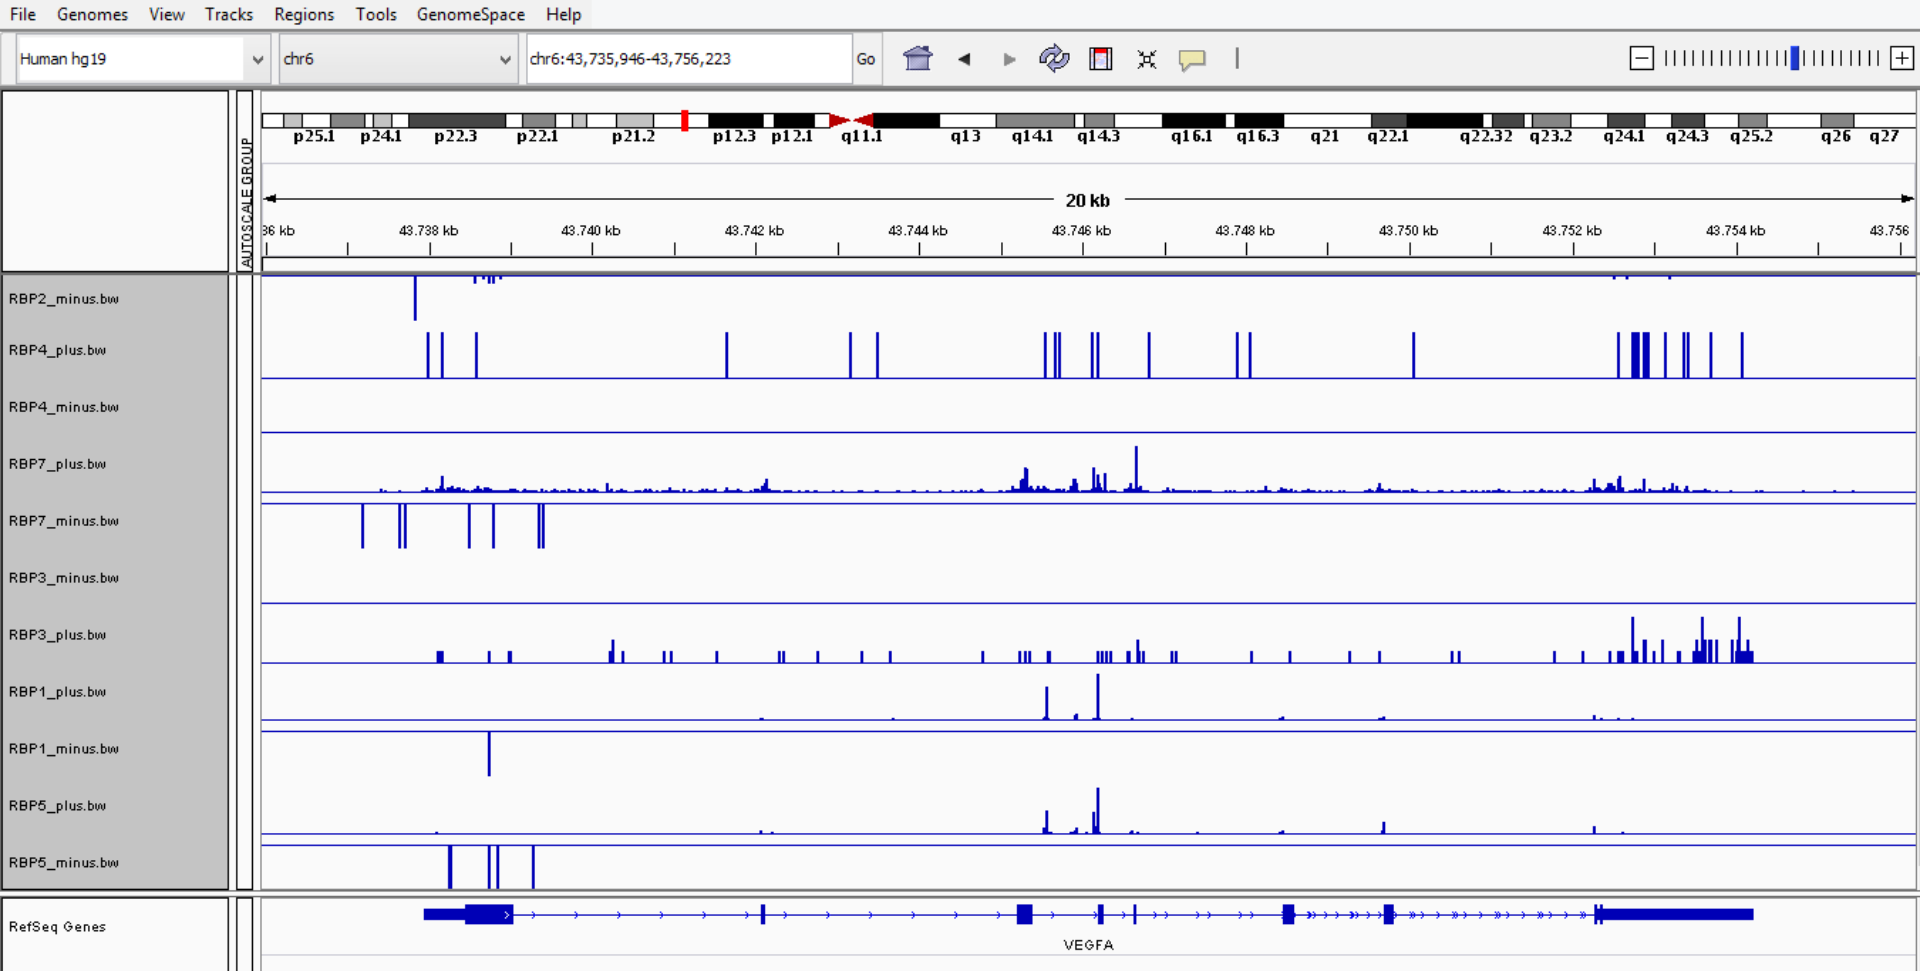 File Genomes View Tracks Regions Tools GenomeSpace Help
Human hg19 chr6 chr6:43,735,946-43,756,223 Go
AUTOSCALE GROUP
p25.1 p24.1 p22.3 p22.1 p21.2 p12.3 p12.1 q11.1 q13 q14.1 q14.3 q16.1 q16.3 q21 q22.1 q22.32 q23.2 q24.1 q24.3 q25.2 q26 q27
20 kb
36 kb 43.738 kb 43.740 kb 43.742 kb 43.744 kb 43.746 kb 43.748 kb 43.750 kb 43.752 kb 43.754 kb 43.756
RBP2_minus.bw
RBP4_plus.bw
RBP4_minus.bw
RBP7_plus.bw
RBP7_minus.bw
RBP3_minus.bw
RBP3_plus.bw
RBP1_plus.bw
RBP1_minus.bw
RBP5_plus.bw
RBP5_minus.bw
RefSeq Genes
VEGFA